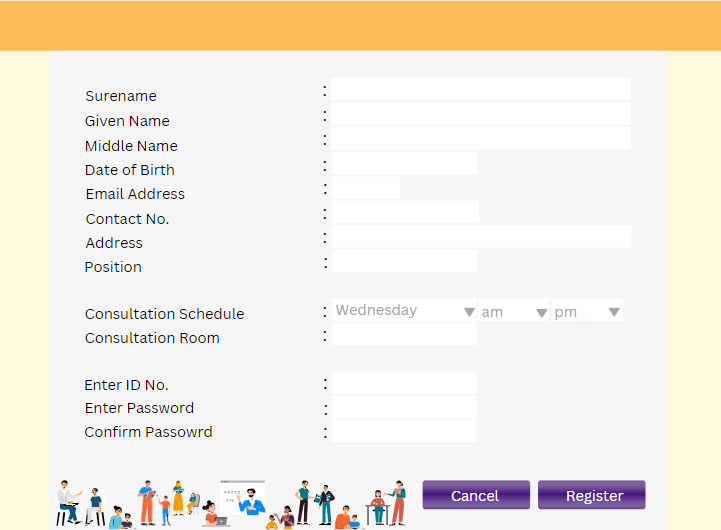 Surename :
Given Name :
Middle Name :
Date of Birth :
Email Address :
Contact No. :
Address :
Position :
Consultation Schedule : Wednesday am pm
Consultation Room :
Enter ID No. :
Enter Password :
Confirm Passowrd :
Cancel Register